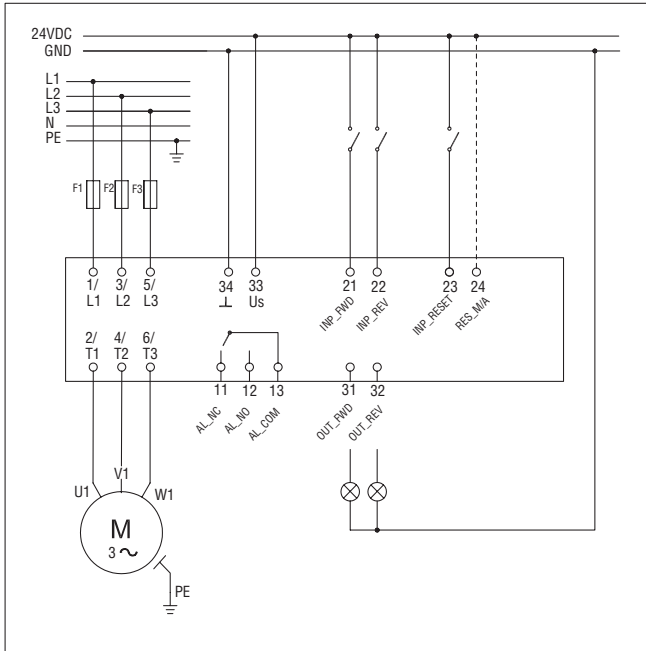 24VDC
GND
L1
L2
L3
N
PE
F1 F2 F3
1/ 3/ 5/ 34 33 21 22 23 24
L1 L2 L3 ⊥ Us INP_FWD INP_REV INP_RESET RES_M/A
2/ 4/ 6/
T1 T2 T3
11 12 13 31 32
AL_NC AL_NO AL_COM OUT_FWD OUT_REV
U1 V1 W1
M
3 ~
PE